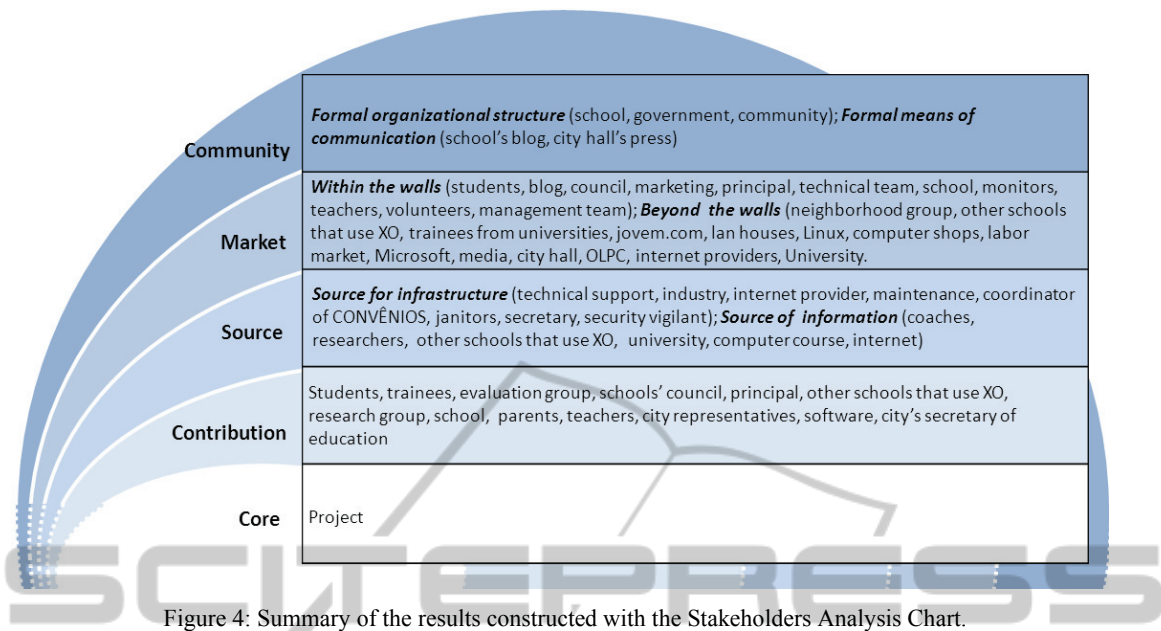 Community
Formal organizational structure (school, government, community); Formal means of
communication (school's blog, city hall's press)
Market
Within the walls (students, blog, council, marketing, principal, technical team, school, monitors,
teachers, volunteers, management team); Beyond the walls (neighborhood group, other schools
that use XO, trainees from universities, jovem.com, lan houses, Linux, computer shops, labor
market, Microsoft, media, city hall, OLPC, internet providers, University.
Source
Source for infrastructure (technical support, industry, internet provider, maintenance, coordinator
of CONVÊNIOS, janitors, secretary, security vigilant); Source of information (coaches,
researchers, other schools that use XO, university, computer course, internet)
Contribution
Students, trainees, evaluation group, schools' council, principal, other schools that use XO,
research group, school, parents, teachers, city representatives, software, city's secretary of
education
Core
Project
SCITEPRESS
Figure 4: Summary of the results constructed with the Stakeholders Analysis Chart.